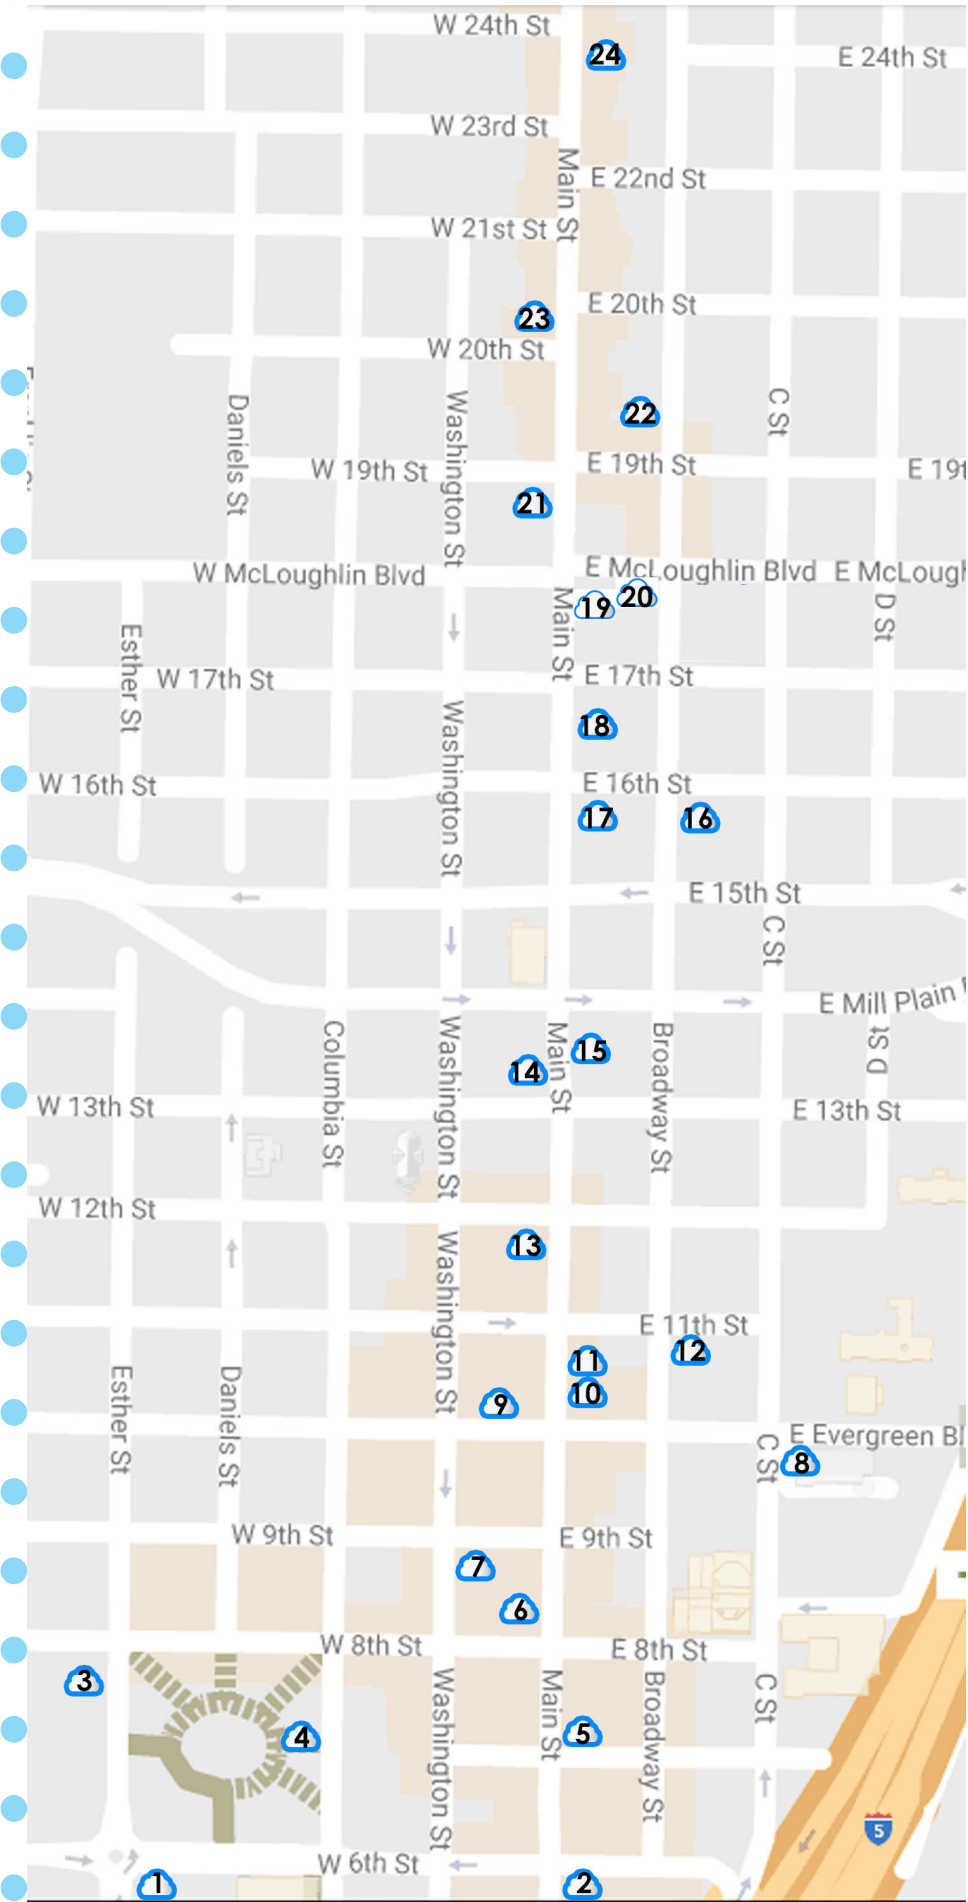 W 24th St
24
E 24th St
W 23rd St
Main St
E 22nd St
W 21st St
E 20th St
23
W 20th St
Daniels St
Washington St
22
C St
W 19th St
E 19th St
E 19t
21
W McLoughlin Blvd
E McLoughlin Blvd
E McLough
20
19
Main St
D St
Esther St
W 17th St
E 17th St
Washington St
18
W 16th St
E 16th St
17
16
E 15th St
C St
E Mill Plain
Columbia St
Washington St
Main St
Broadway St
D St
15
14
W 13th St
E 13th St
W 12th St
13
Washington St
E 11th St
12
11
10
9
Esther St
Daniels St
E Evergreen Bl
C St
8
W 9th St
E 9th St
7
6
W 8th St
E 8th St
3
Washington St
Main St
Broadway St
C St
4
5
5
W 6th St
1
2